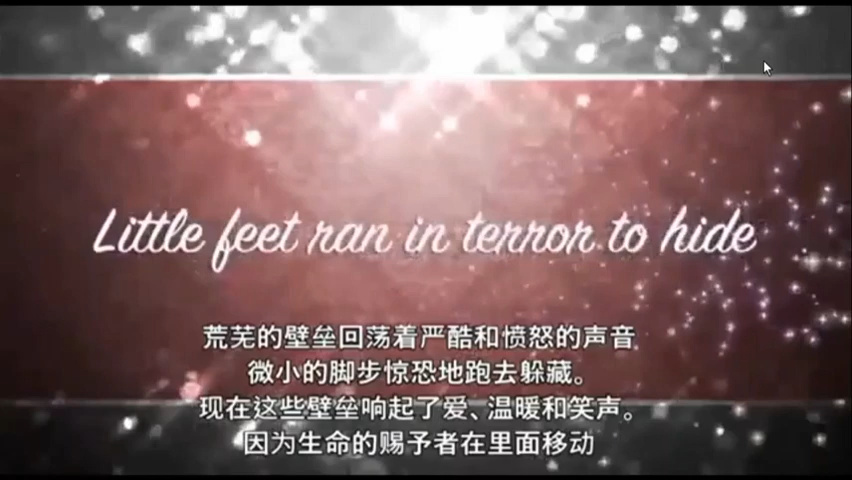 Little feet ran in terror to hide
荒芜的壁垒回荡着严酷和愤怒的声音
微小的脚步惊恐地跑去躲藏。
现在这些壁垒响起了爱、温暖和笑声。
因为生命的赐予者在里面移动